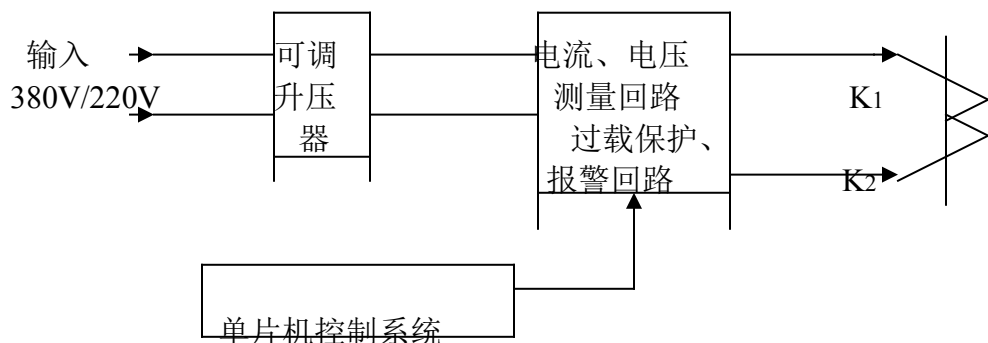 输入
380V/220V
可调
升压
器
电流、电压
测量回路
过载保护、
报警回路
K1
K2
单片机控制系统